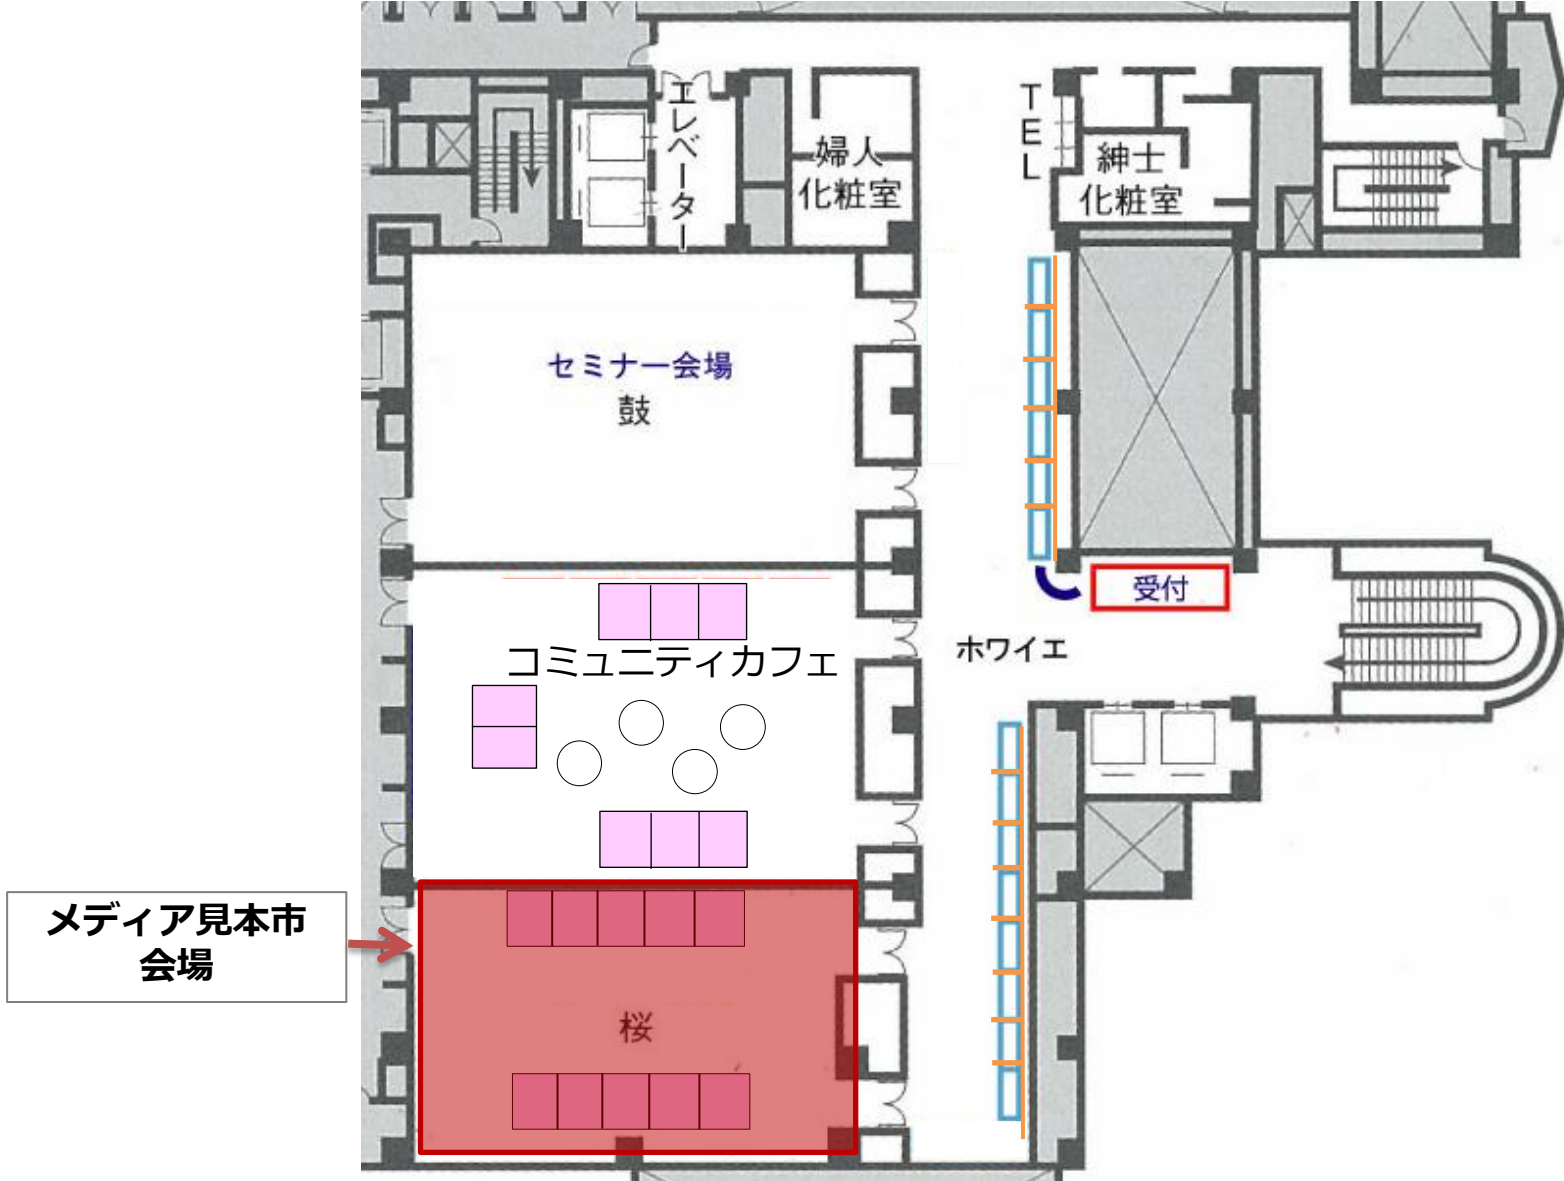 エレベーター
婦人
化粧室
TEL
紳士
化粧室
セミナー会場
鼓
受付
ホワイエ
コミュニティカフェ
メディア見本市
会場
桜